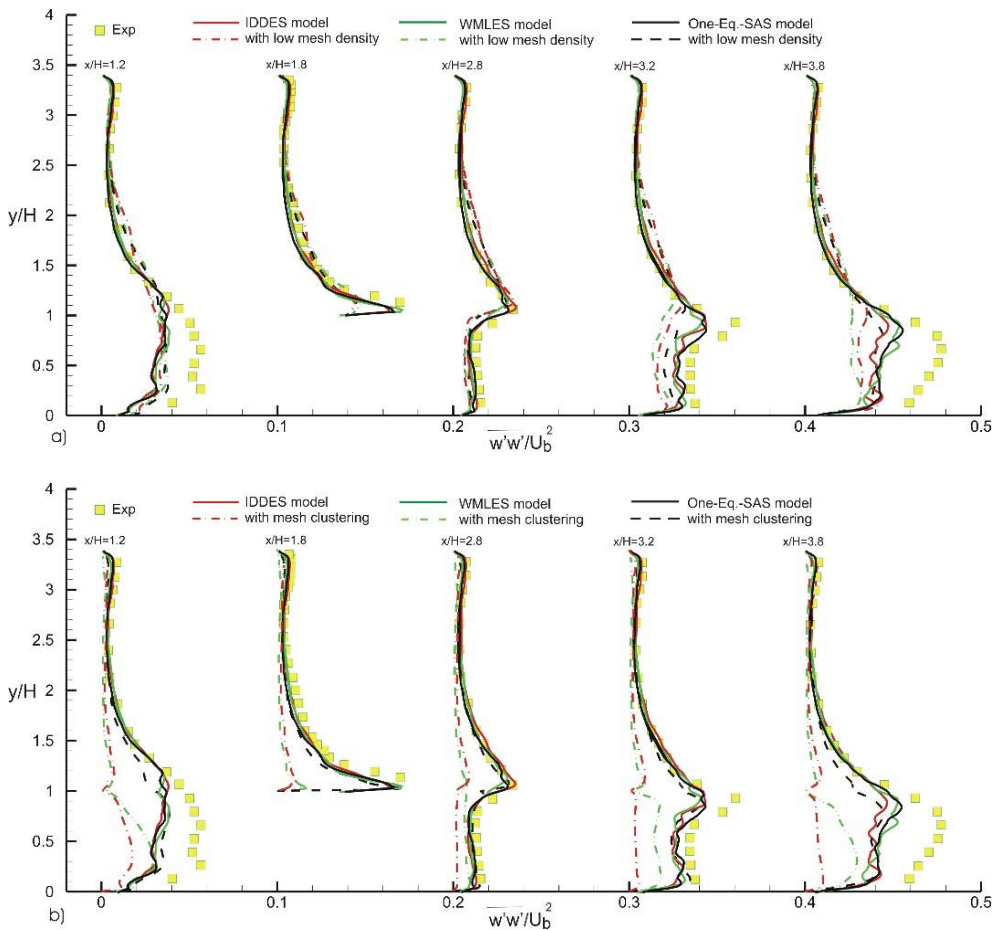 Exp
IDDES model
with low mesh density
WMLES model
with low mesh density
One-Eq.-SAS model
with low mesh density
4
3.5
3
2.5
y/H 2
1.5
1
0.5
0
x/H=1.2
x/H=1.8
x/H=2.8
x/H=3.2
x/H=3.8
0
0.1
0.2
0.3
0.4
0.5
a)
w'w'/U_b^2
Exp
IDDES model
with mesh clustering
WMLES model
with mesh clustering
One-Eq.-SAS model
with mesh clustering
4
3.5
3
2.5
y/H 2
1.5
1
0.5
0
x/H=1.2
x/H=1.8
x/H=2.8
x/H=3.2
x/H=3.8
0
0.1
0.2
0.3
0.4
0.5
b)
w'w'/U_b^2